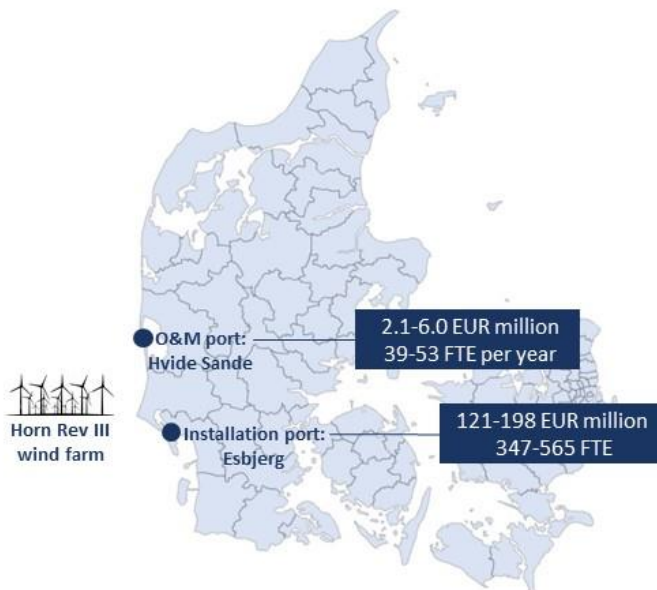 O&M port:
Hvide Sande
2.1-6.0 EUR million
39-53 FTE per year
Horn Rev III
wind farm
Installation port:
Esbjerg
121-198 EUR million
347-565 FTE